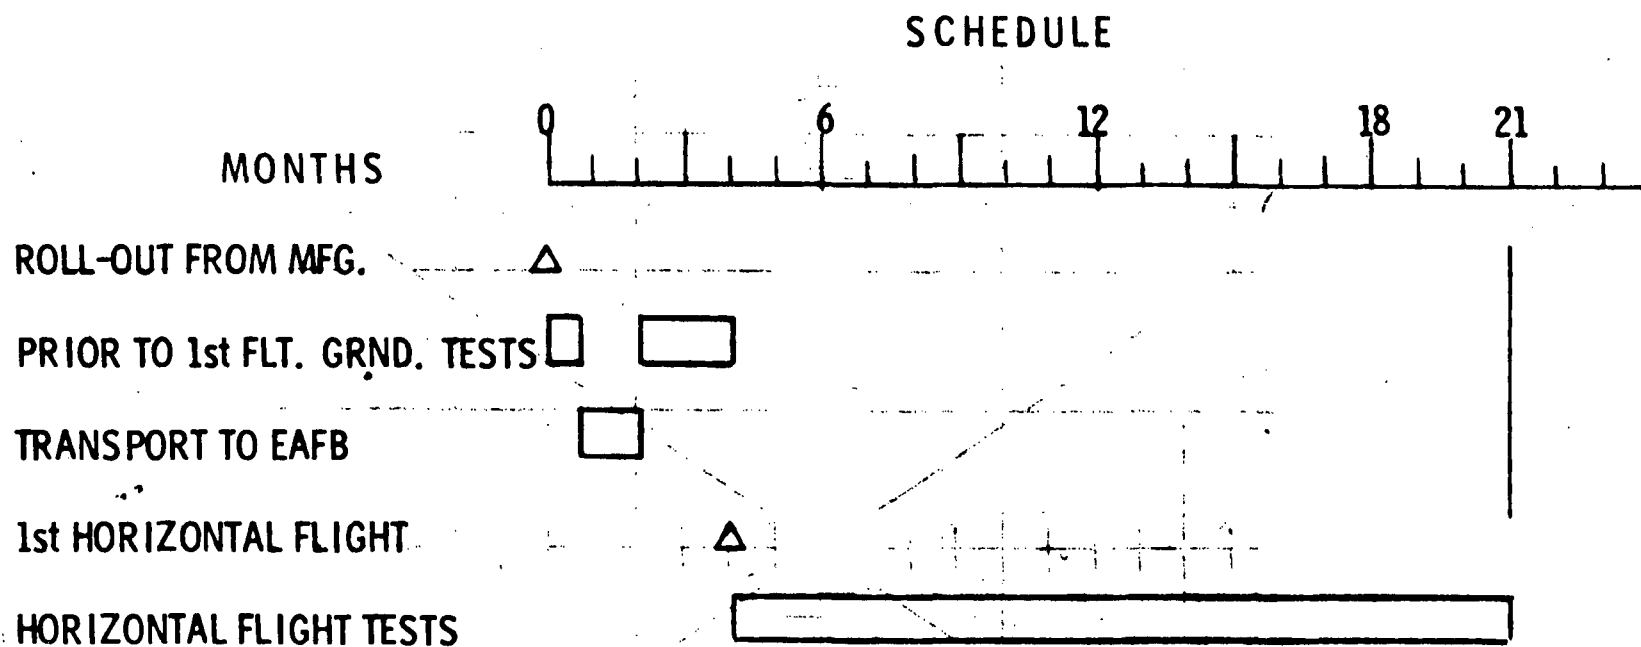 SCHEDULE
0 6 12 18 21
MONTHS
ROLL-OUT FROM MFG.
PRIOR TO 1st FLT. GRND. TESTS
TRANSPORT TO EAFB
1st HORIZONTAL FLIGHT
HORIZONTAL FLIGHT TESTS